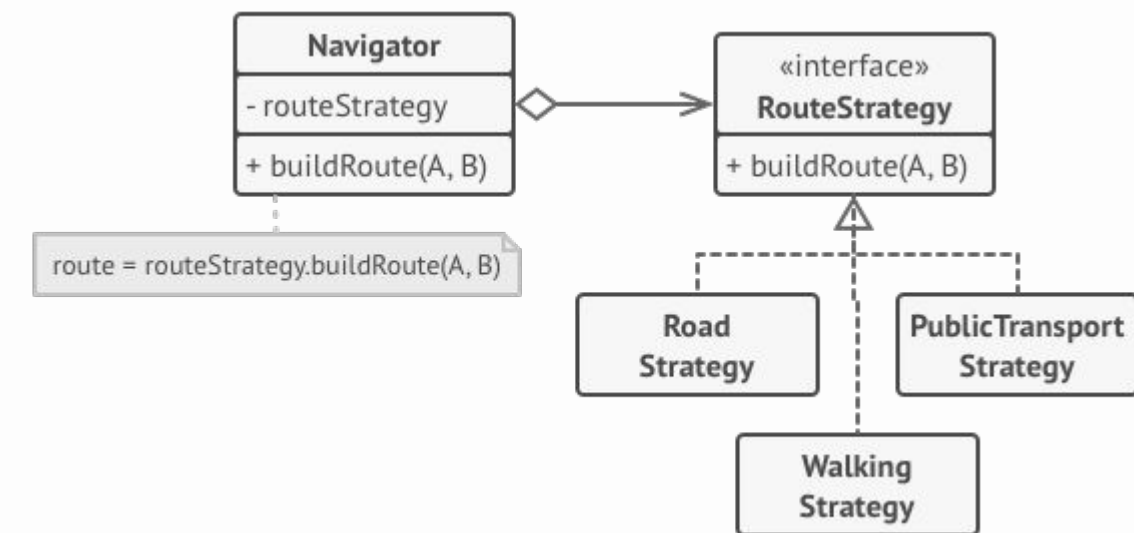 Navigator
- routeStrategy
+ buildRoute(A, B)
route = routeStrategy.buildRoute(A, B)
«interface»
RouteStrategy
+ buildRoute(A, B)
Road
Strategy
PublicTransport
Strategy
Walking
Strategy